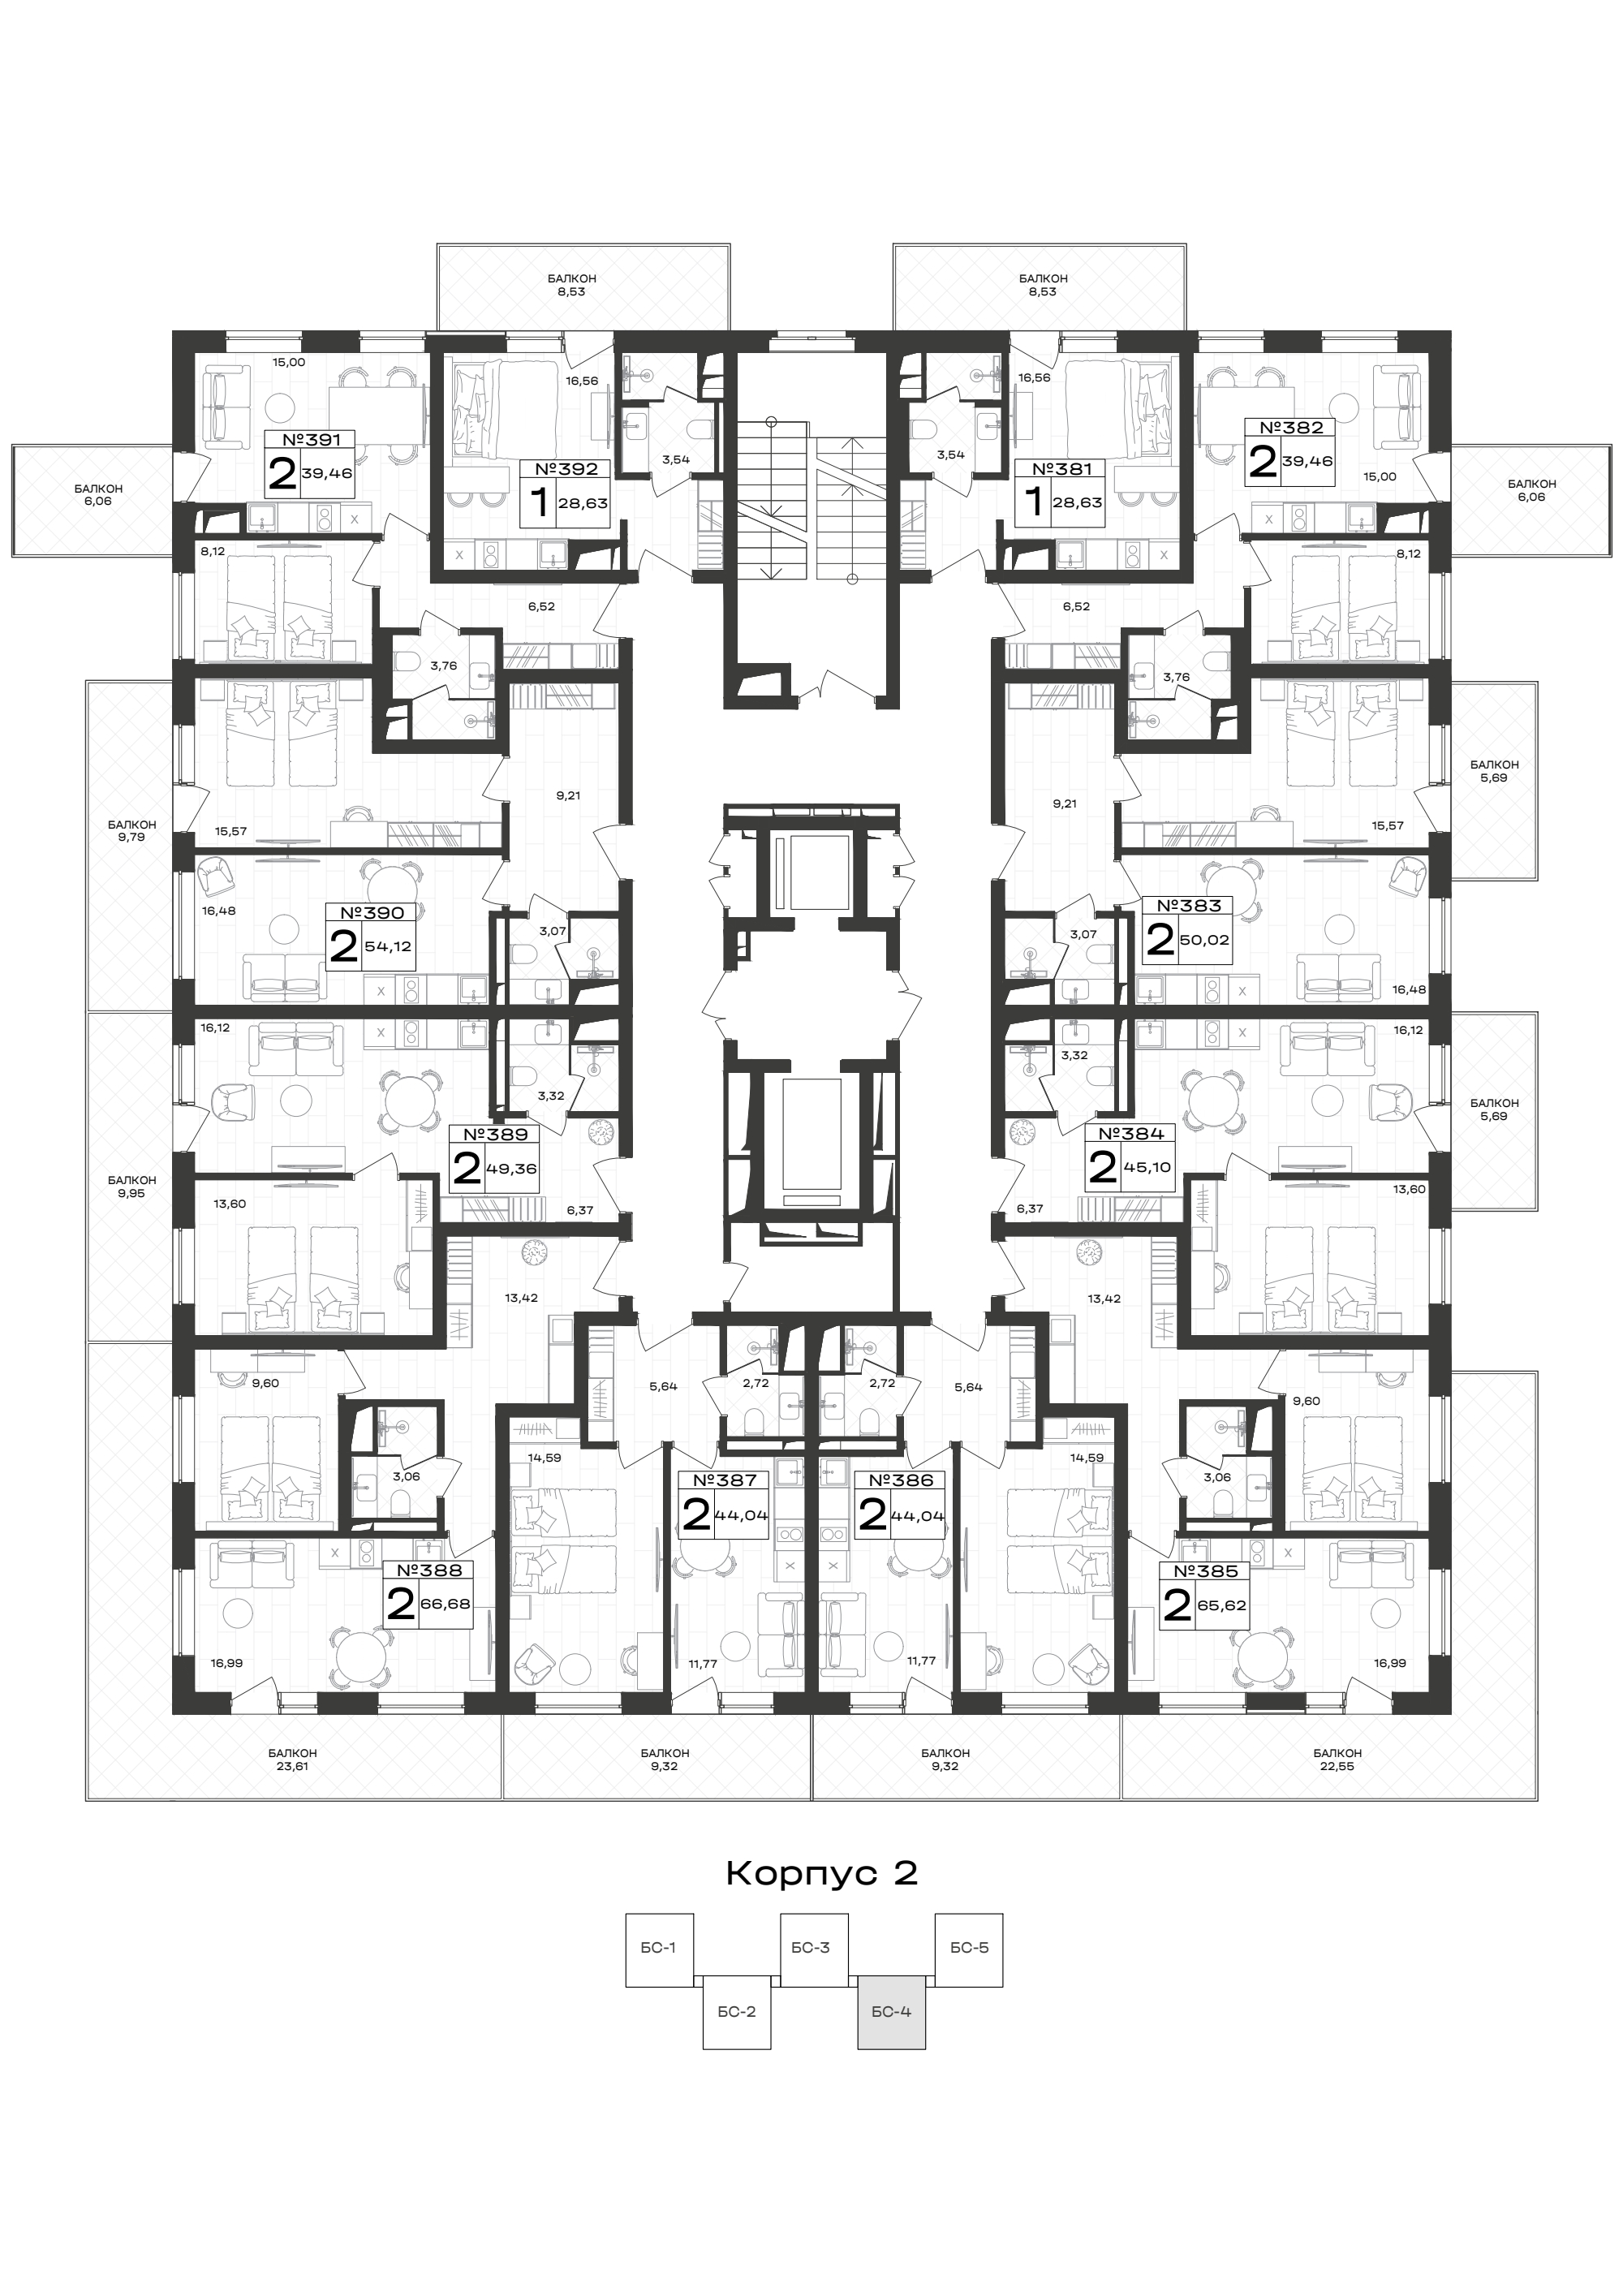 БАЛКОН
8,53
БАЛКОН
8,53
15,00
16,56
16,56
№391
2 39,46
№382
2 39,46
3,54
3,54
№392
1 28,63
№381
1 28,63
15,00
БАЛКОН
6,06
БАЛКОН
6,06
X
X
X
X
8,12
8,12
6,52
6,52
3,76
3,76
БАЛКОН
5,69
9,21
9,21
БАЛКОН
9,79
15,57
15,57
16,48
№390
2 54,12
3,07
3,07
№383
2 50,02
X
X
16,48
16,12
X
X
16,12
3,32
3,32
БАЛКОН
5,69
№389
2 49,36
№384
2 45,10
БАЛКОН
9,95
13,60
13,60
6,37
6,37
13,42
13,42
9,60
5,64
2,72
2,72
5,64
9,60
14,59
14,59
3,06
3,06
№387
2 44,04
№386
2 44,04
X
X
X
X
№388
2 66,68
№385
2 65,62
16,99
11,77
11,77
16,99
БАЛКОН
23,61
БАЛКОН
9,32
БАЛКОН
9,32
БАЛКОН
22,55
Корпус 2
БС-1
БС-3
БС-5
БС-2
БС-4